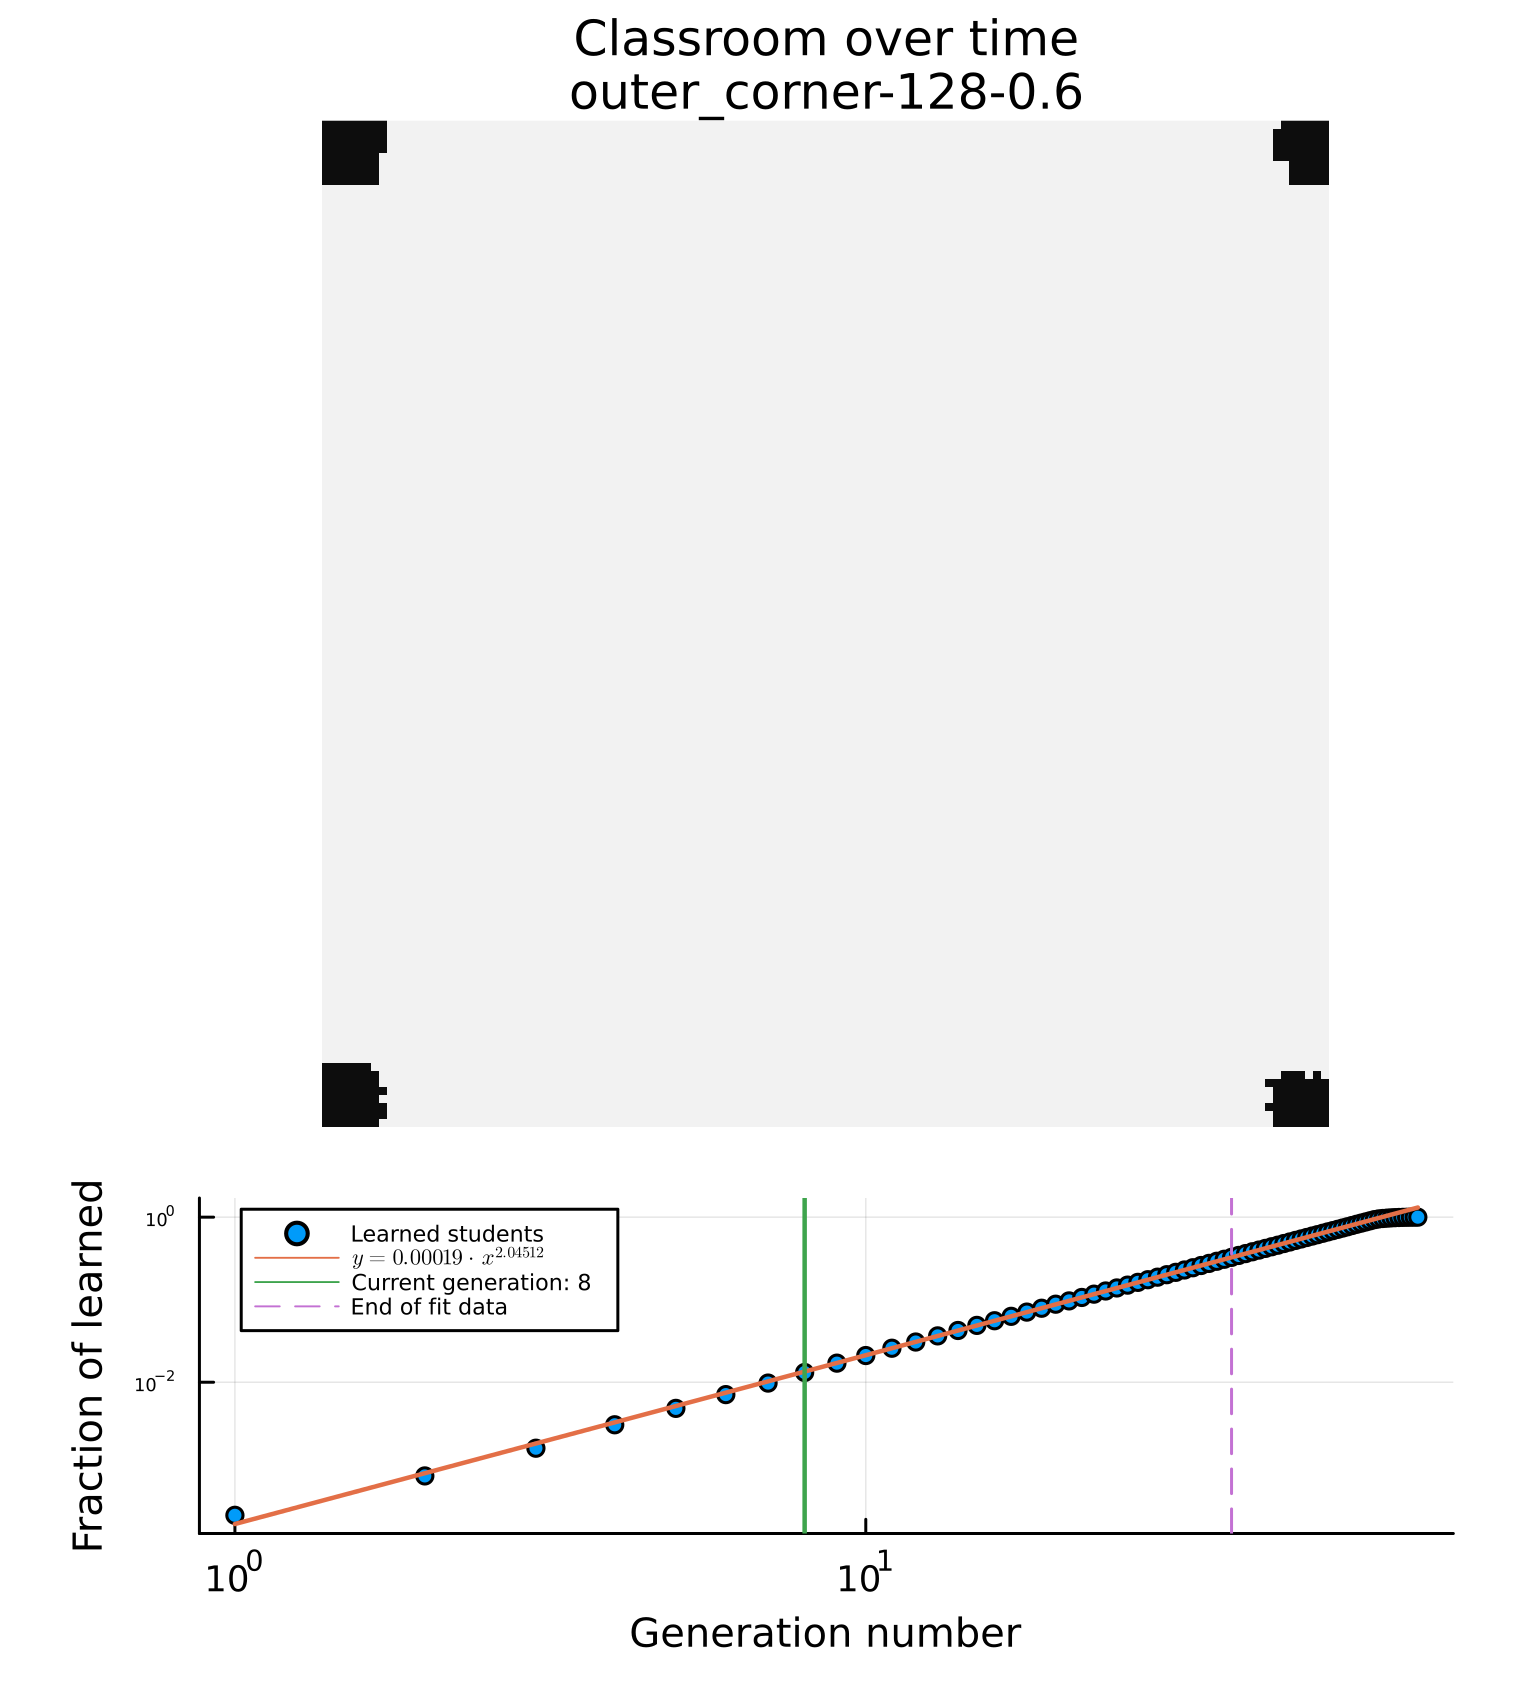 Classroom over time
outer_corner-128-0.6
10^0
10^-2
Fraction of learned
Learned students
y = 0.00019 · x^2.04512
Current generation: 8
End of fit data
10^0
10^1
Generation number